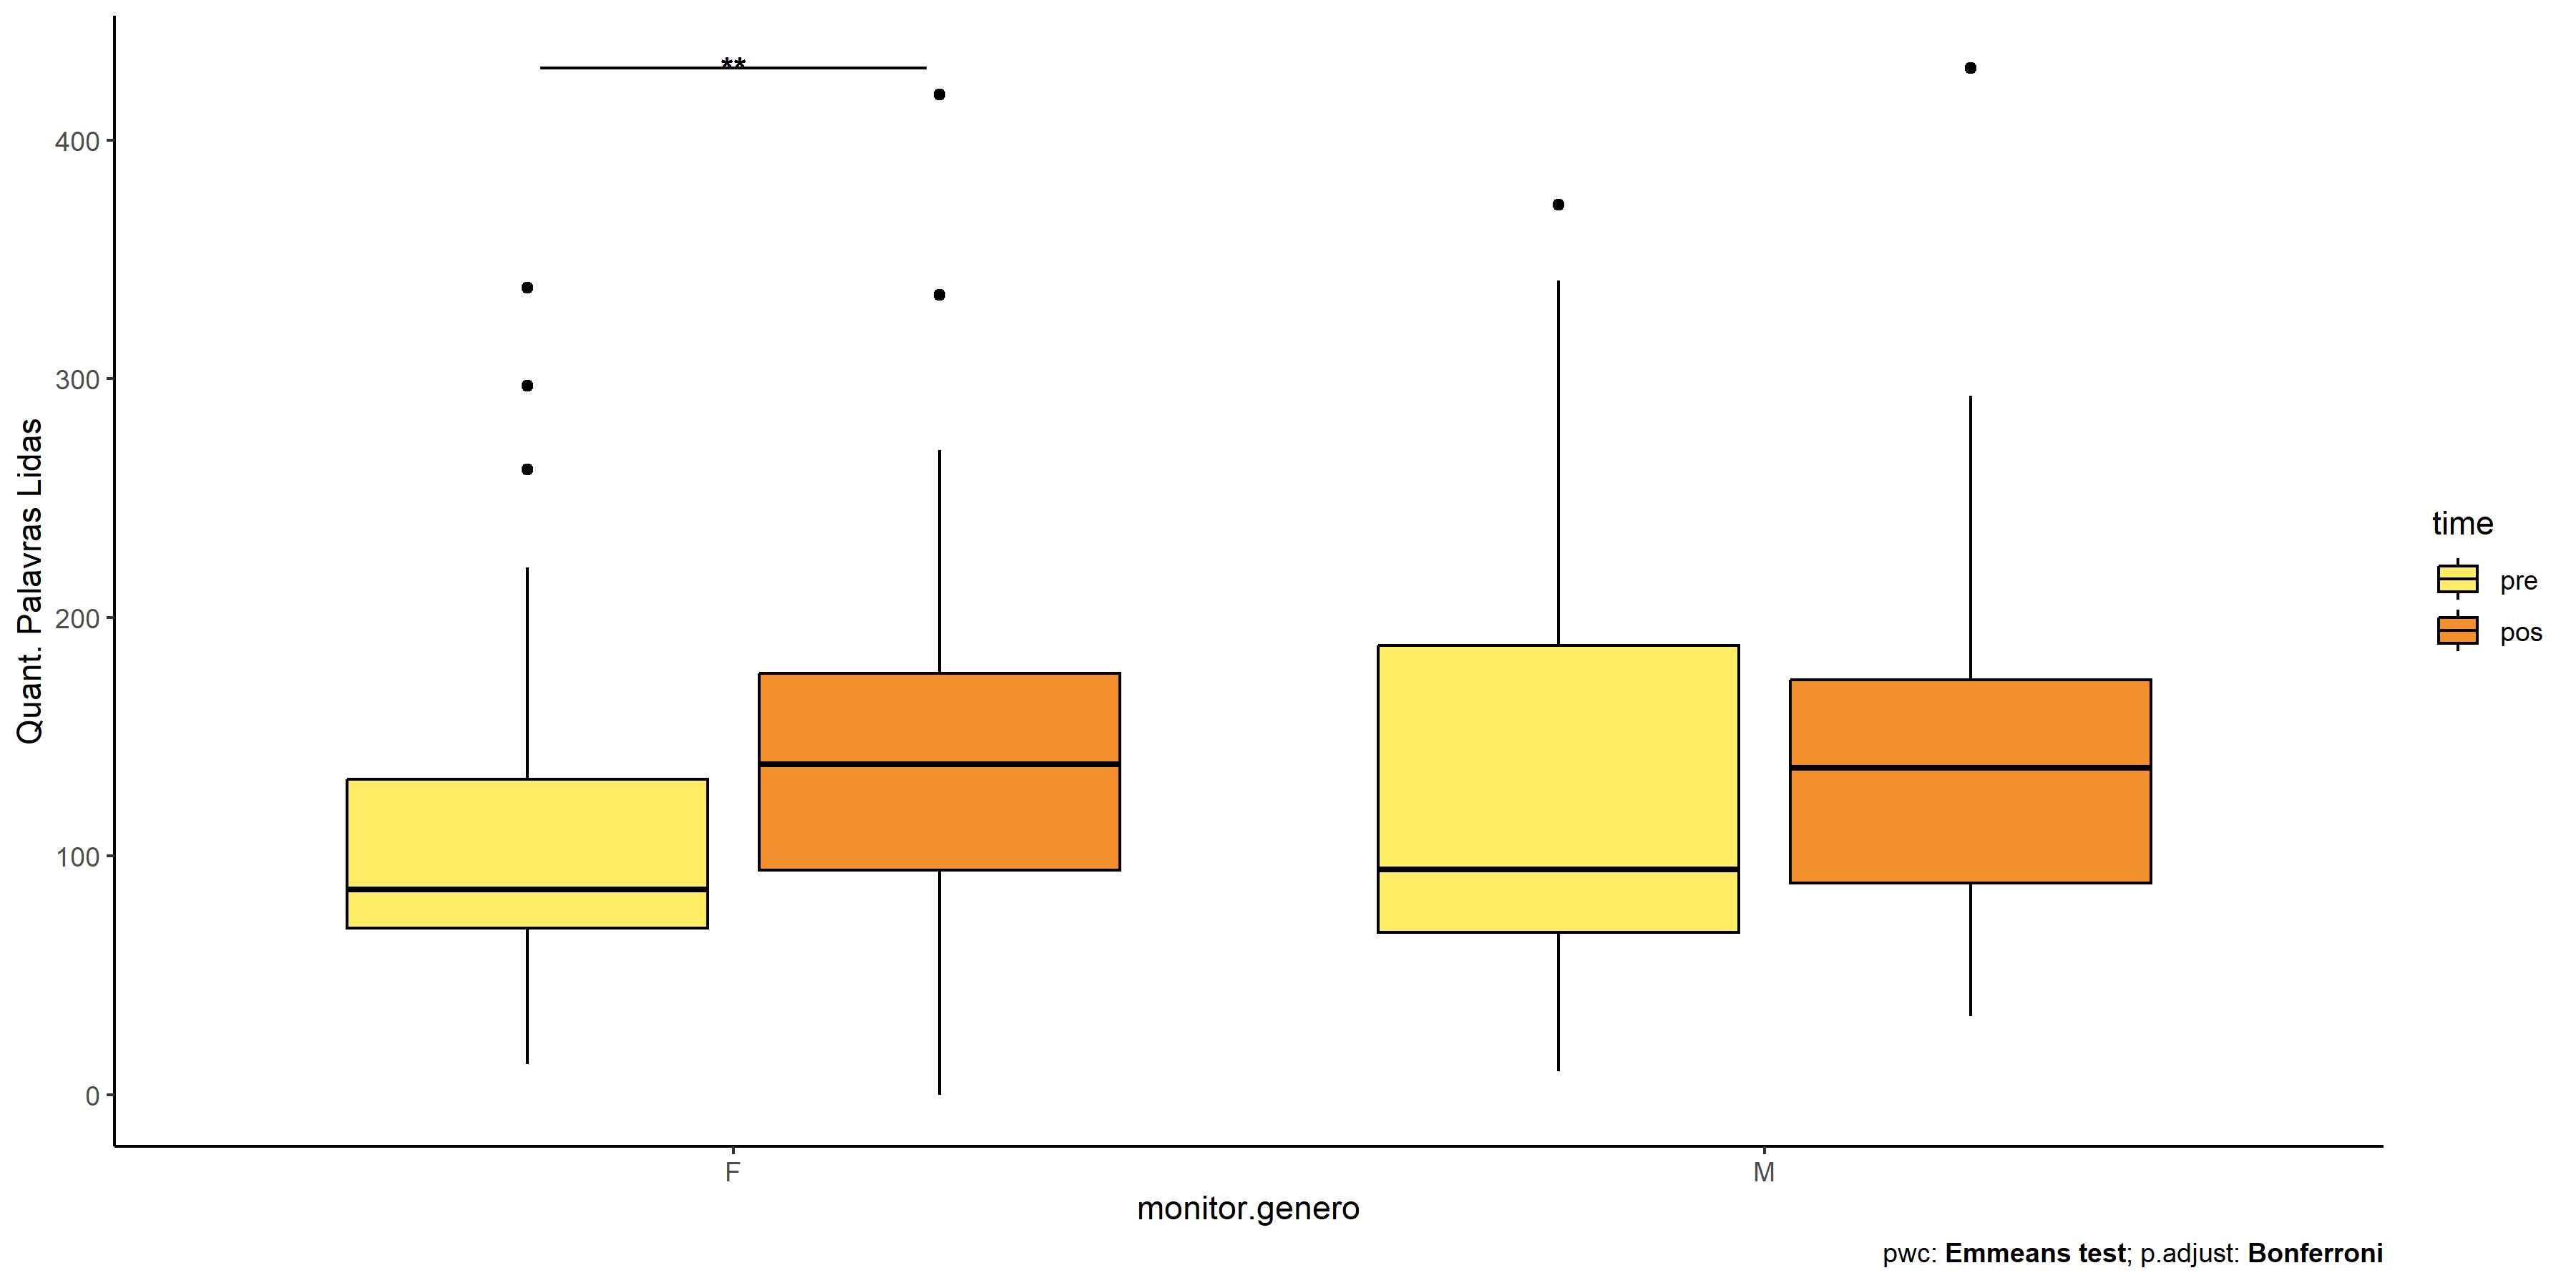 **
400
300
200
100
0
Quant. Palavras Lidas
F
M
monitor.genero
time
pre
pos
pwc: Emmeans test; p.adjust: Bonferroni